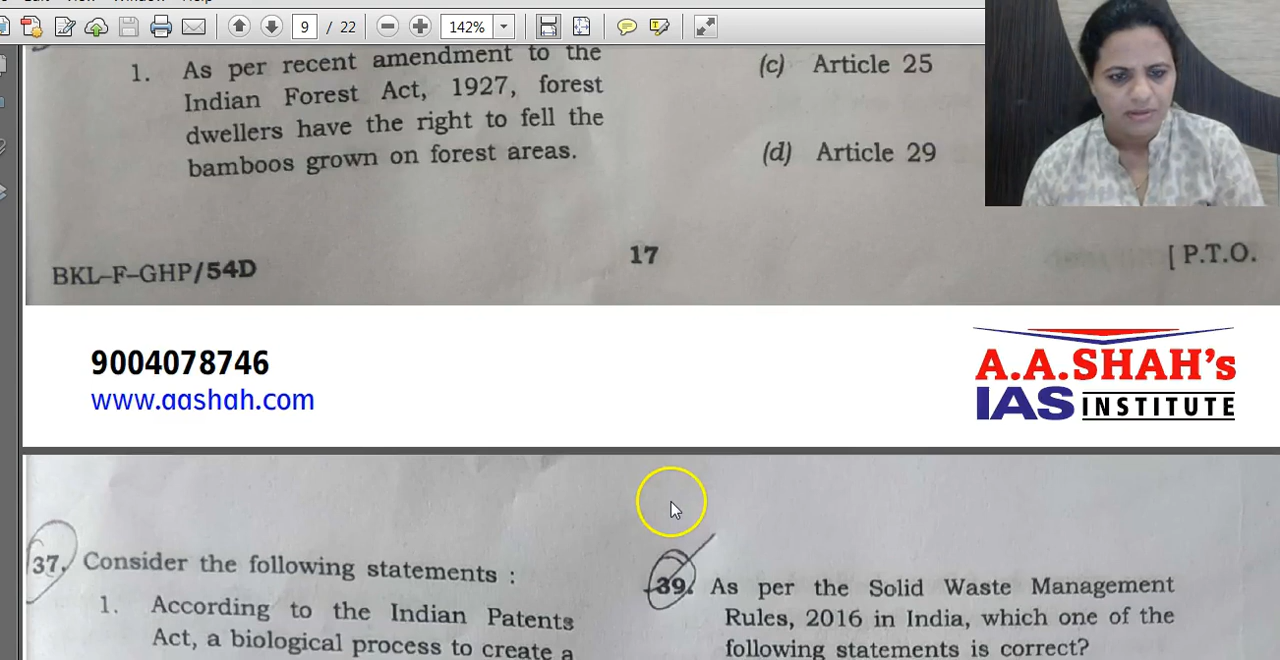 9 / 22
142%
1. As per recent amendment to the
Indian Forest Act, 1927, forest
dwellers have the right to fell the
bamboos grown on forest areas.
(c) Article 25
(d) Article 29
BKL–F–GHP/54D
17
[ P.T.O.
9004078746
www.aashah.com
A.A.SHAH's
IAS INSTITUTE
37. Consider the following statements :
1. According to the Indian Patents
Act, a biological process to create a
39. As per the Solid Waste Management
Rules, 2016 in India, which one of the
following statements is correct?